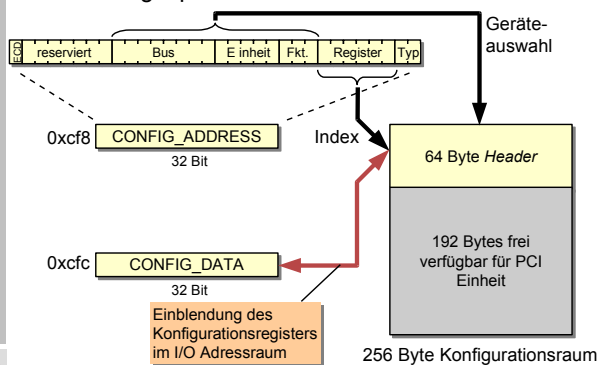 Geräte-
auswahl
ECD reserviert Bus E inheit Fkt. Register Typ
0xcf8 CONFIG_ADDRESS Index
32 Bit
64 Byte Header
192 Bytes frei
verfügbar für PCI
Einheit
0xcfc CONFIG_DATA
32 Bit
Einblendung des
Konfigurationsregisters
im I/O Adressraum
256 Byte Konfigurationsraum